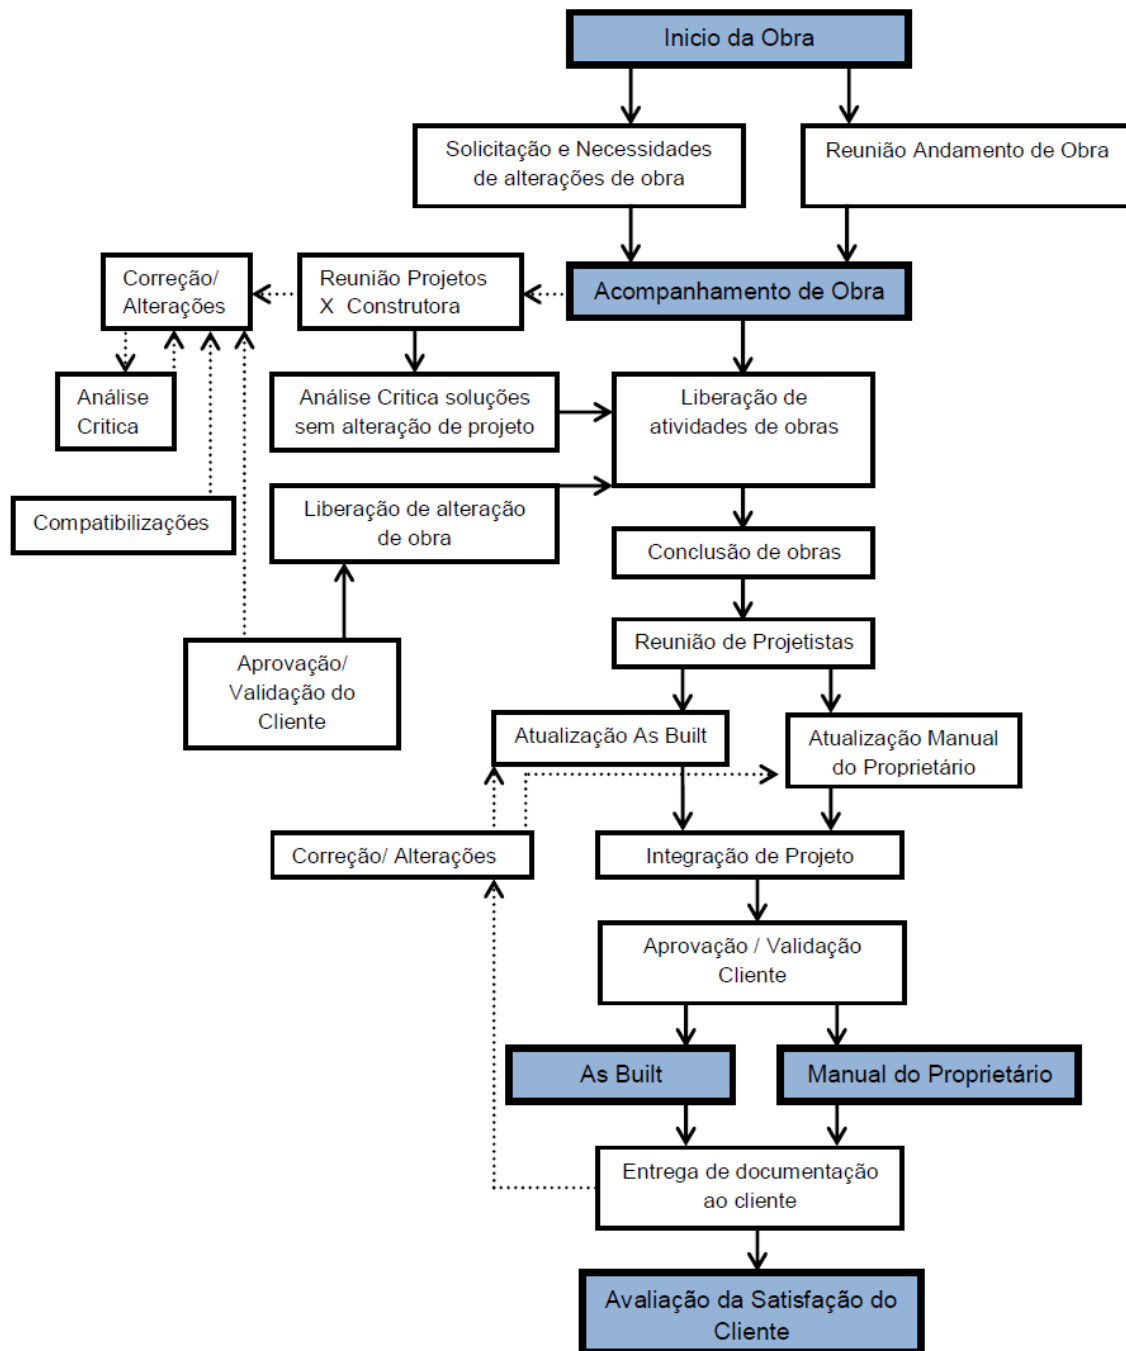 Inicio da Obra
Solicitação e Necessidades
de alterações de obra
Reunião Andamento de Obra
Correção/
Alterações
Reunião Projetos
X Construtora
Acompanhamento de Obra
Análise
Critica
Análise Critica soluções
sem alteração de projeto
Liberação de
atividades de obras
Compatibilizações
Liberação de alteração
de obra
Conclusão de obras
Aprovação/
Validação do
Cliente
Reunião de Projetistas
Atualização As Built
Atualização Manual
do Proprietário
Correção/ Alterações
Integração de Projeto
Aprovação / Validação
Cliente
As Built
Manual do Proprietário
Entrega de documentação
ao cliente
Avaliação da Satisfação do
Cliente